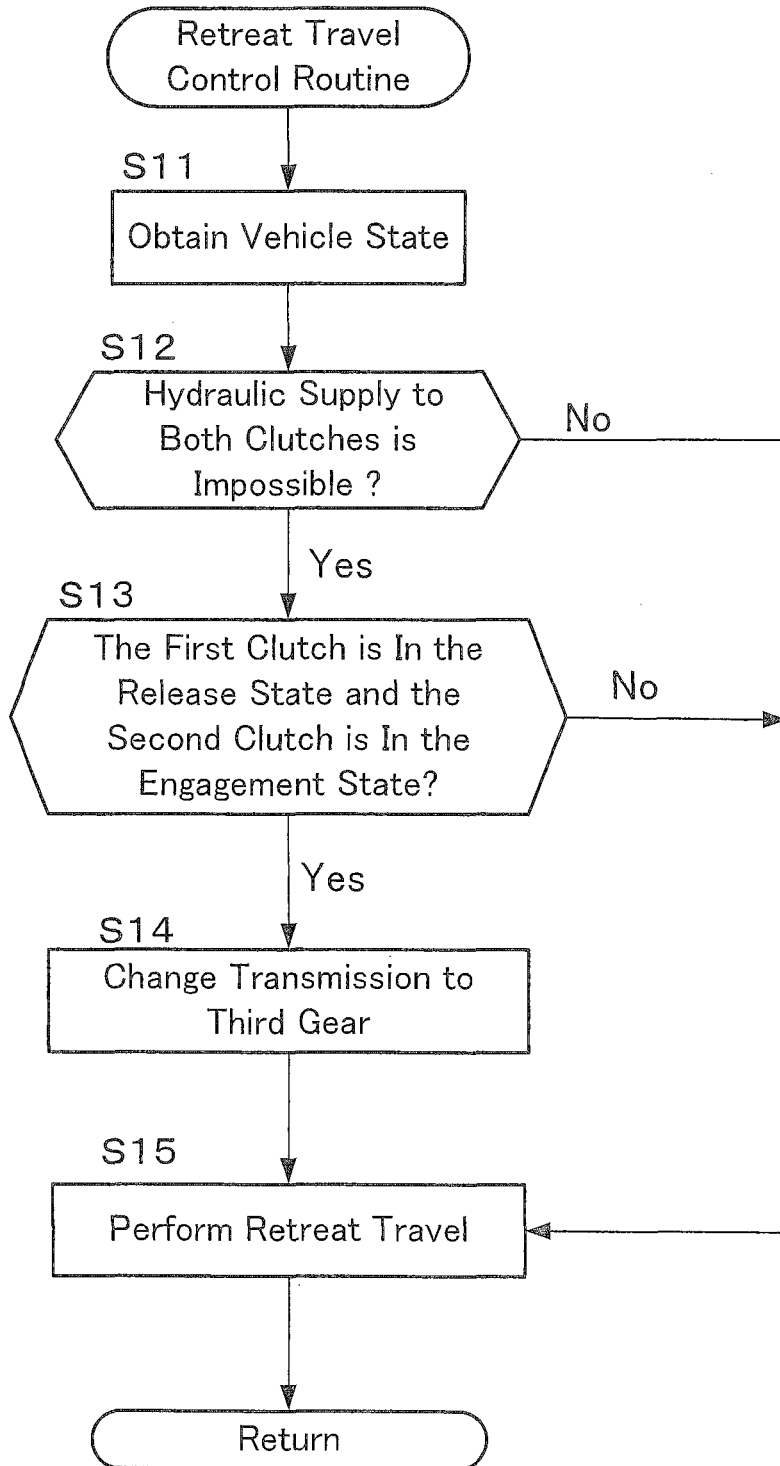 Retreat Travel
Control Routine
S11
Obtain Vehicle State
S12
Hydraulic Supply to
Both Clutches is
Impossible ?
No
Yes
S13
The First Clutch is In the
Release State and the
Second Clutch is In the
Engagement State?
No
Yes
S14
Change Transmission to
Third Gear
S15
Perform Retreat Travel
Return